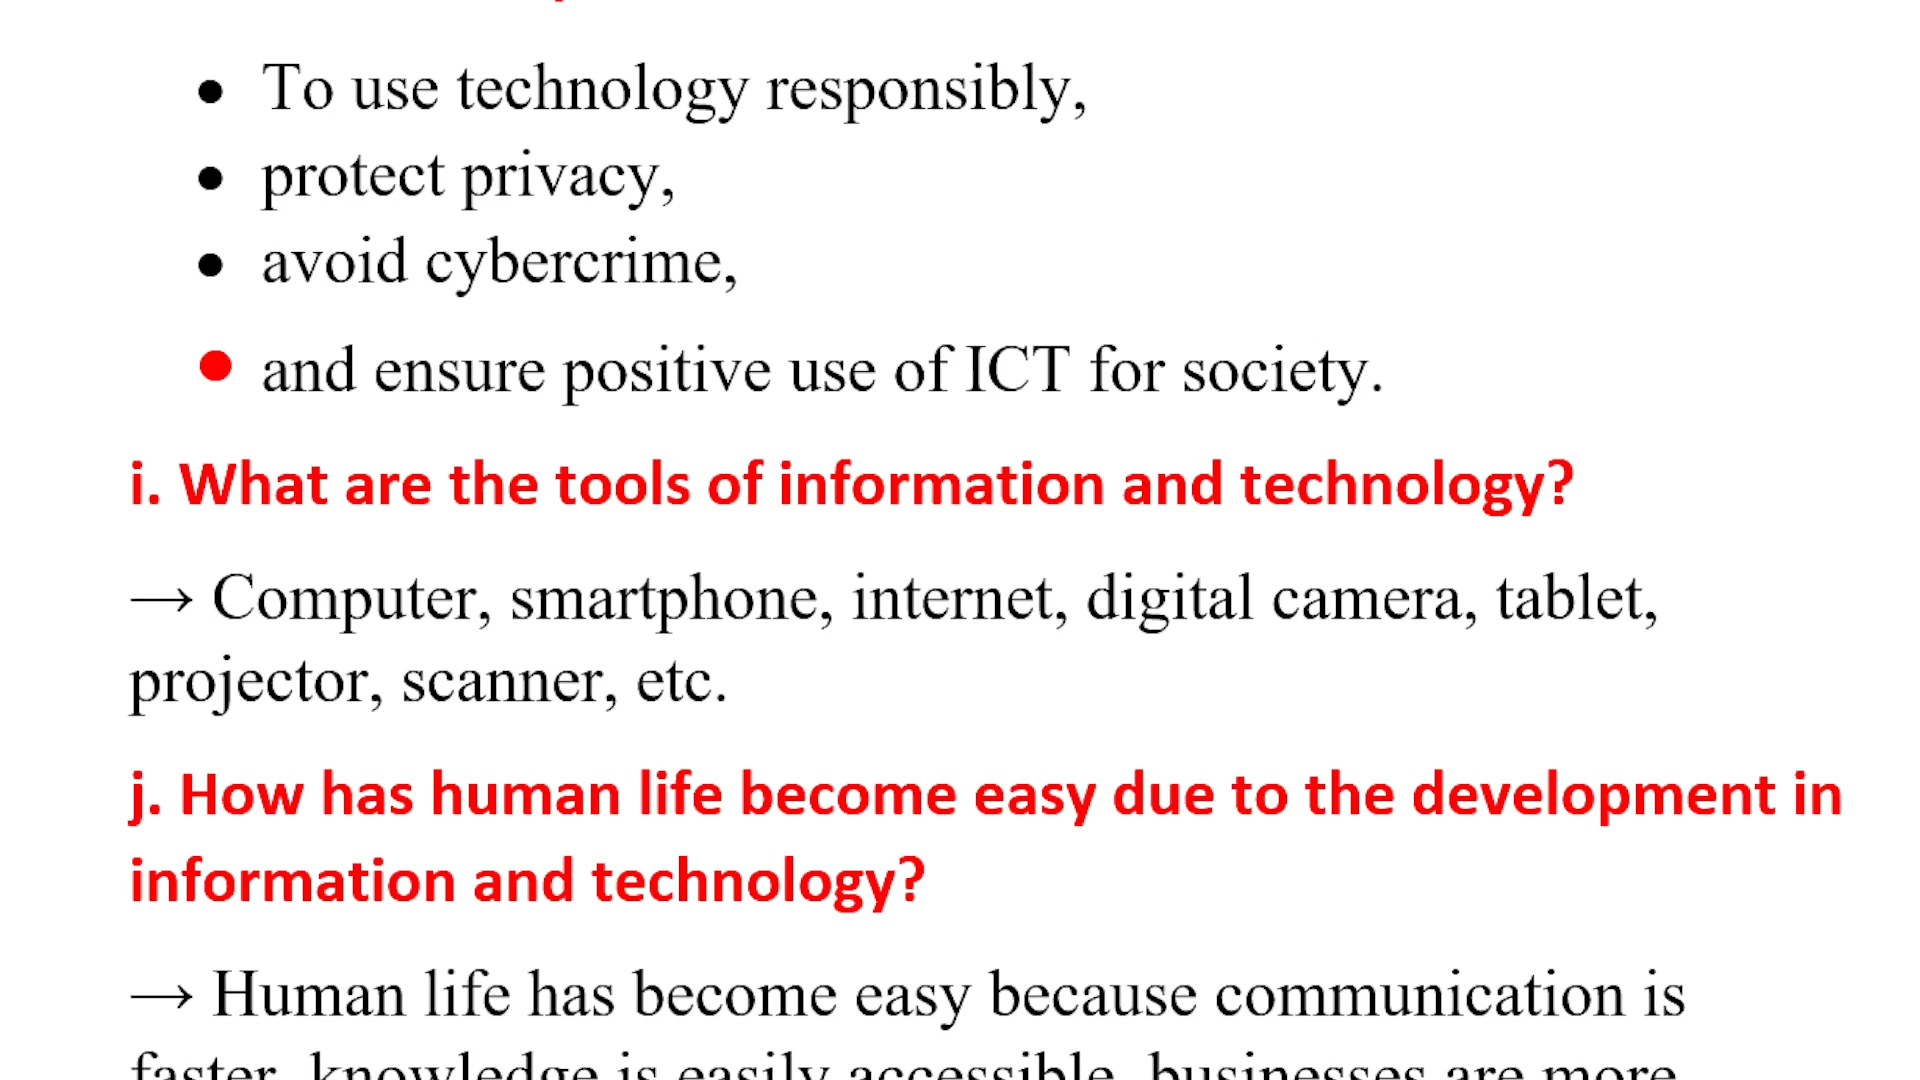 • To use technology responsibly,
• protect privacy,
• avoid cybercrime,
• and ensure positive use of ICT for society.
i. What are the tools of information and technology?
→ Computer, smartphone, internet, digital camera, tablet,
projector, scanner, etc.
j. How has human life become easy due to the development in
information and technology?
→ Human life has become easy because communication is
faster, knowledge is easily accessible, businesses are more